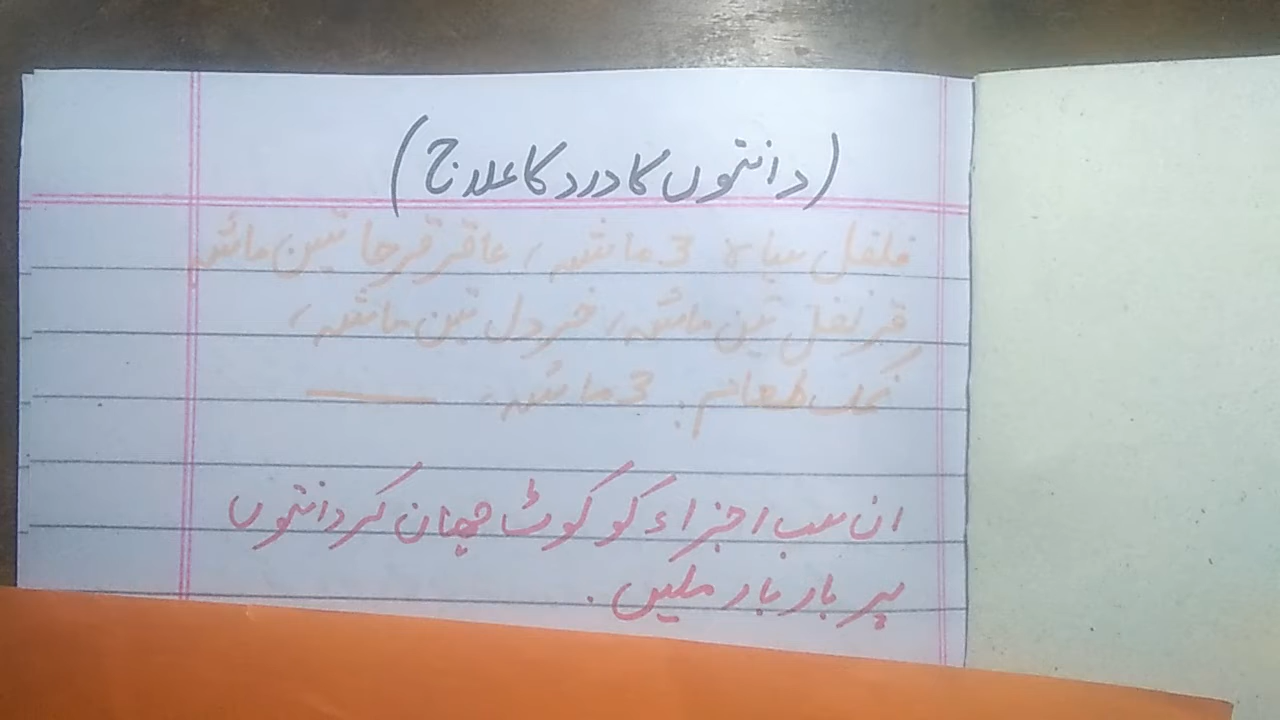 (دانتوں کا درد کا علاج)
فلفل سیاہ 3 ماشہ، عاقرقرحا تین ماشہ
قرنفل تین ماشہ، خردل تین ماشہ،
نمک طعام. 3 ماشہ، ——
ان سب اجزاء کو کوٹ چھان کر دانتوں
پر بار بار ملیں.